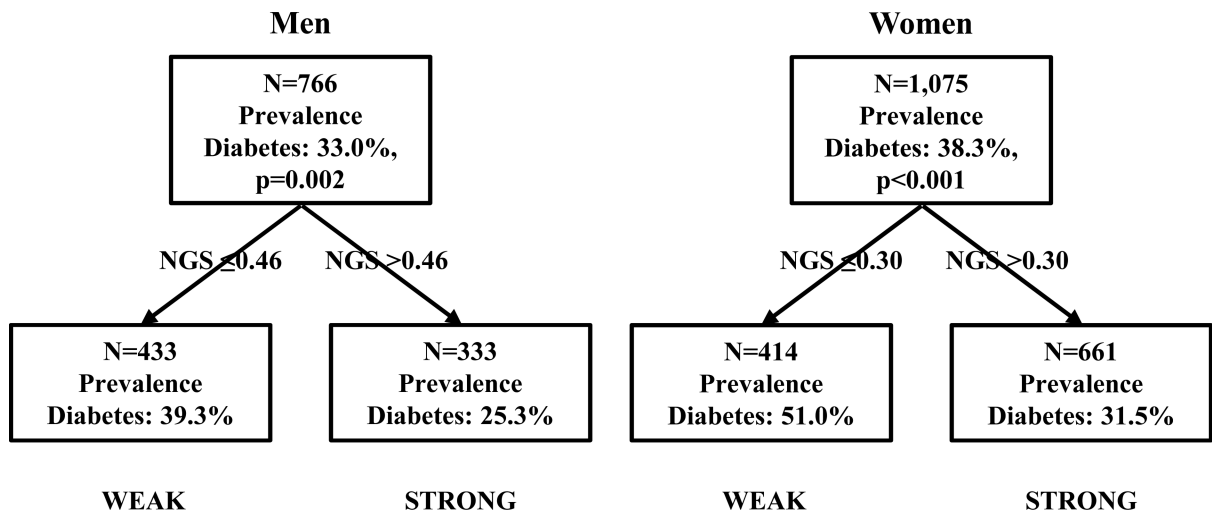 Men
N=766
Prevalence
Diabetes: 33.0%,
p=0.002
NGS ≤0.46
NGS >0.46
N=433
Prevalence
Diabetes: 39.3%
WEAK
N=333
Prevalence
Diabetes: 25.3%
STRONG
Women
N=1,075
Prevalence
Diabetes: 38.3%,
p<0.001
NGS ≤0.30
NGS >0.30
N=414
Prevalence
Diabetes: 51.0%
WEAK
N=661
Prevalence
Diabetes: 31.5%
STRONG